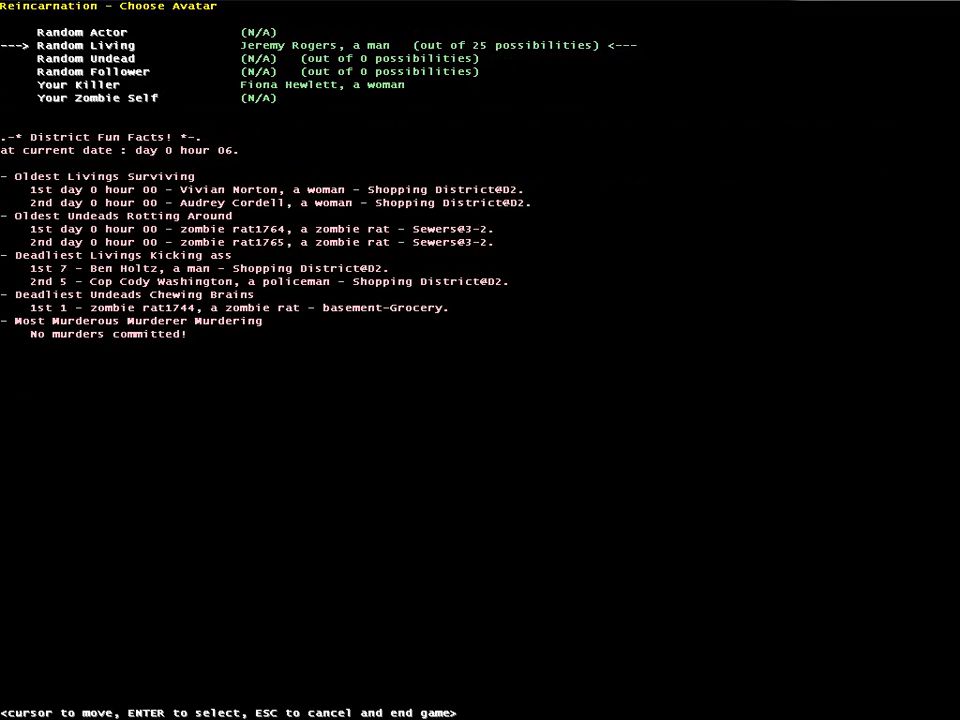 Reincarnation - Choose Avatar
Random Actor (N/A)
---> Random Living Jeremy Rogers, a man (out of 25 possibilities) <---
Random Undead (N/A) (out of 0 possibilities)
Random Follower (N/A) (out of 0 possibilities)
Your Killer Fiona Hewlett, a woman
Your Zombie Self (N/A)
.-* District Fun Facts! *-.
at current date : day 0 hour 06.
- Oldest Livings Surviving
1st day 0 hour 00 - Vivian Norton, a woman - Shopping District@D2.
2nd day 0 hour 00 - Audrey Cordell, a woman - Shopping District@D2.
- Oldest Undeads Rotting Around
1st day 0 hour 00 - zombie rat1764, a zombie rat - Sewers@3-2.
2nd day 0 hour 00 - zombie rat1765, a zombie rat - Sewers@3-2.
- Deadliest Livings Kicking ass
1st 7 - Ben Holtz, a man - Shopping District@D2.
2nd 5 - Cop Cody Washington, a policeman - Shopping District@D2.
- Deadliest Undeads Chewing Brains
1st 1 - zombie rat1744, a zombie rat - basement-Grocery.
- Most Murderous Murderer Murdering
No murders committed!
<cursor to move, ENTER to select, ESC to cancel and end game>